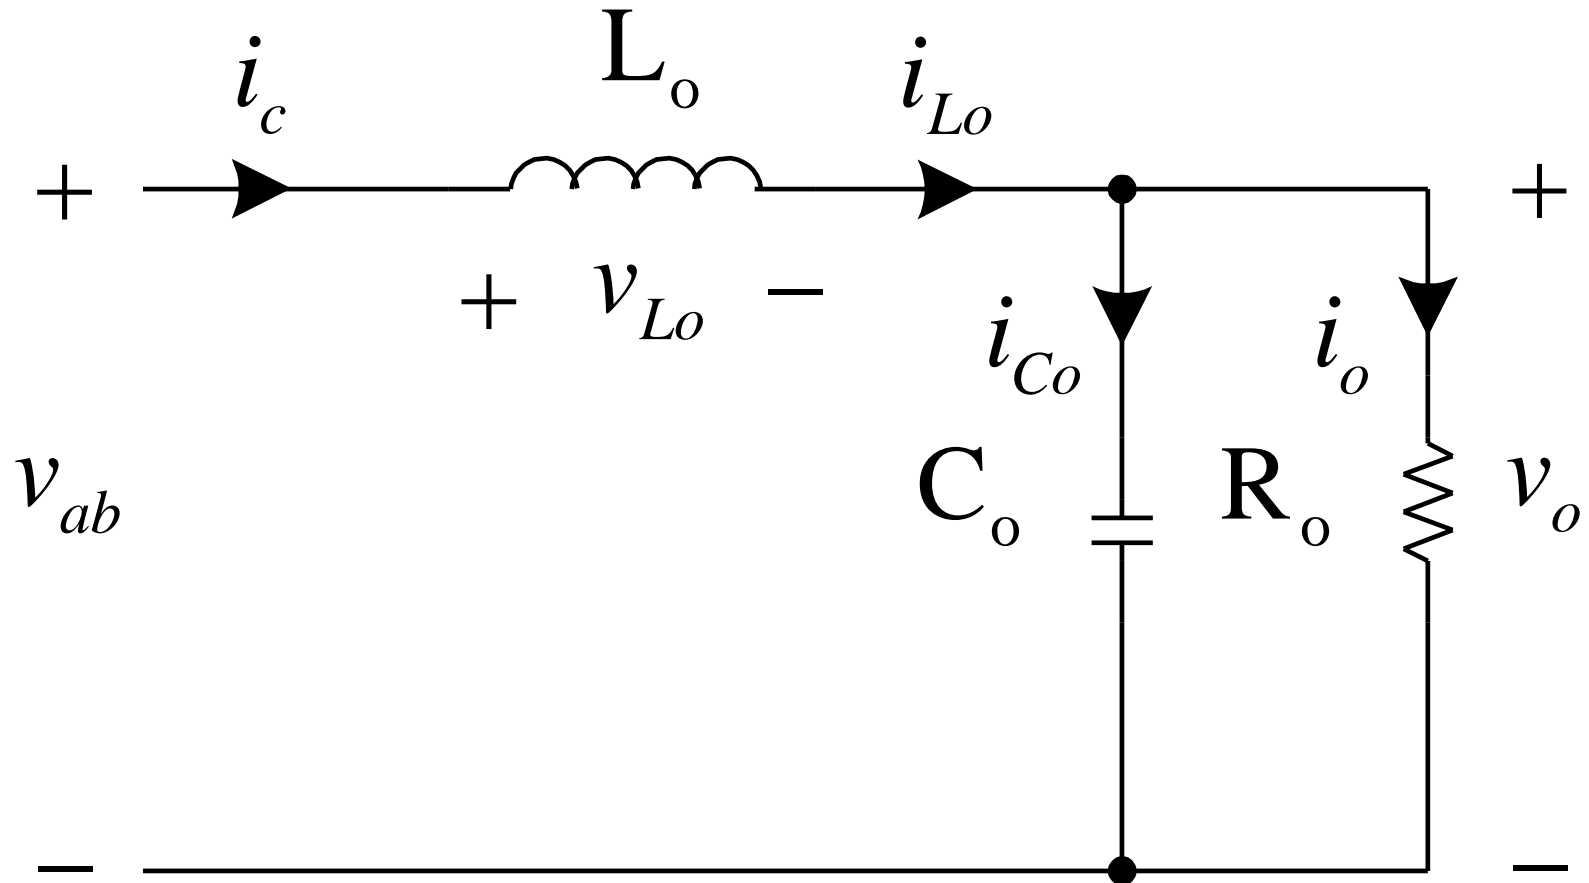 i_c L_o i_Lo
+ +
+ v_Lo −
i_Co i_o
v_ab C_o R_o v_o
− −